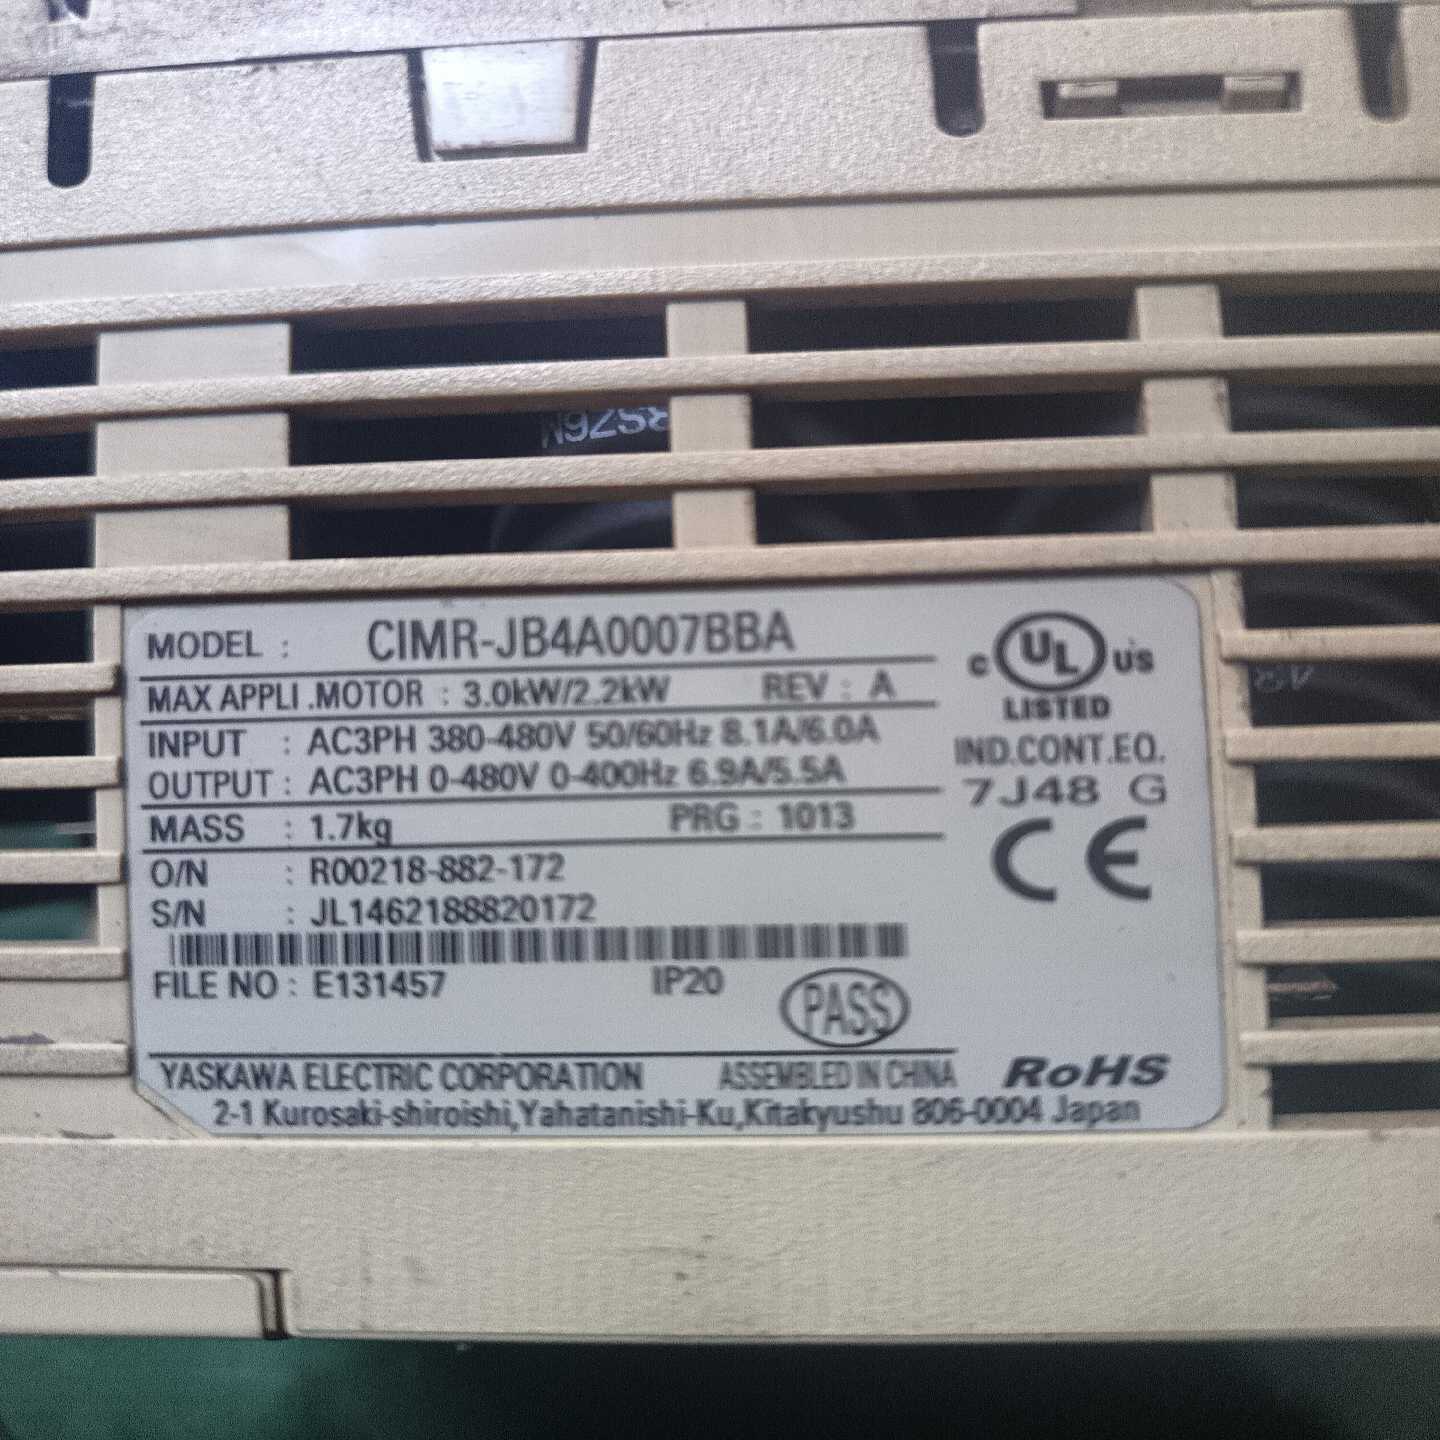 MODEL : CIMR-JB4A0007BBA
MAX APPLI .MOTOR : 3.0kW/2.2kW REV : A
INPUT : AC3PH 380-480V 50/60Hz 8.1A/6.0A
OUTPUT : AC3PH 0-480V 0-400Hz 6.9A/5.5A
MASS : 1.7kg PRG : 1013
O/N : R00218-882-172
S/N : JL1462188820172
FILE NO : E131457 IP20
PASS
c UL us
LISTED
IND.CONT.EQ.
7J48 G
CE
YASKAWA ELECTRIC CORPORATION ASSEMBLED IN CHINA RoHS
2-1 Kurosaki-shiroishi,Yahatanishi-Ku,Kitakyushu 806-0004 Japan